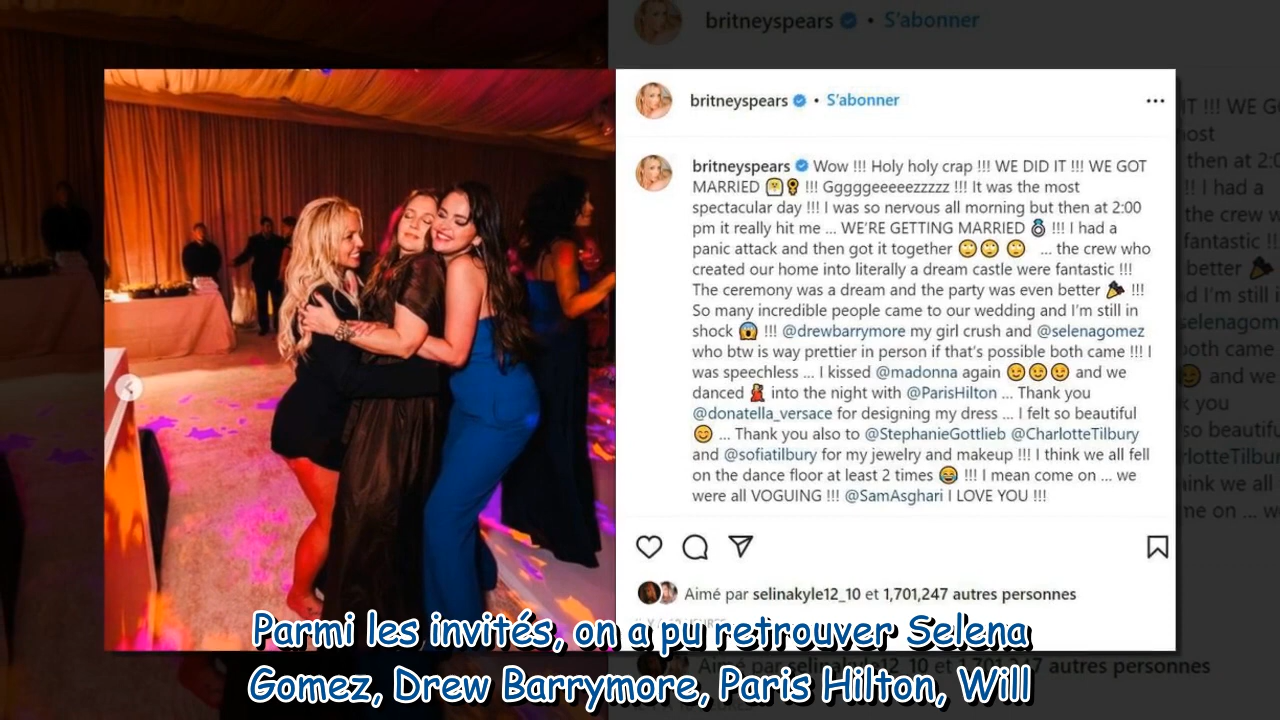 britneyspears • S'abonner
britneyspears • S'abonner
britneyspears Wow !!! Holy holy crap !!! WE DID IT !!! WE GOT
MARRIED 👰‍♀️ !!! Gggggeeeeezzzzz !!! It was the most
spectacular day !!! I was so nervous all morning but then at 2:00
pm it really hit me ... WE'RE GETTING MARRIED 💍 !!! I had a
panic attack and then got it together 🙄 🙄 🙄 ... the crew who
created our home into literally a dream castle were fantastic !!!
The ceremony was a dream and the party was even better 🎉 !!!
So many incredible people came to our wedding and I'm still in
shock 😱 !!! @drewbarrymore my girl crush and @selenagomez
who btw is way prettier in person if that's possible both came !!! I
was speechless ... I kissed @madonna again 😉😉😉 and we
danced 💃 into the night with @ParisHilton ... Thank you
@donatella_versace for designing my dress ... I felt so beautiful
😊 ... Thank you also to @StephanieGottlieb @CharlotteTilbury
and @sofiatilbury for my jewelry and makeup !!! I think we all fell
on the dance floor at least 2 times 😂 !!! I mean come on ... we
were all VOGUING !!! @SamAsghari I LOVE YOU !!!
Aimé par selinakyle12_10 et 1,701,247 autres personnes
Parmi les invités, on a pu retrouver Selena
Gomez, Drew Barrymore, Paris Hilton, Will